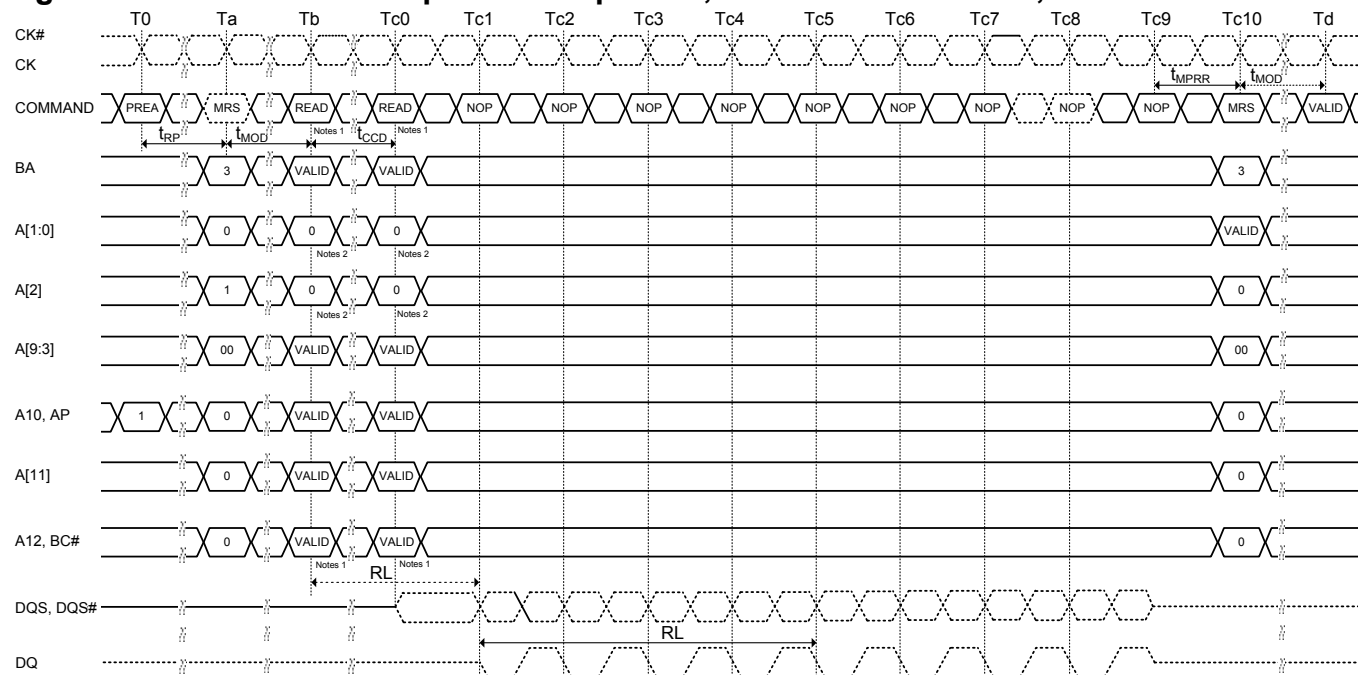 T0 Ta Tb Tc0 Tc1 Tc2 Tc3 Tc4 Tc5 Tc6 Tc7 Tc8 Tc9 Tc10 Td
CK#
CK
tMPRR tMOD
COMMAND PREA MRS READ READ NOP NOP NOP NOP NOP NOP NOP NOP NOP MRS VALID
Notes 1 Notes 1
tRP tMOD tCCD
BA 3 VALID VALID 3
A[1:0] 0 0 0 VALID
Notes 2 Notes 2
A[2] 1 0 0 0
Notes 2 Notes 2
A[9:3] 00 VALID VALID 00
A10, AP 1 0 VALID VALID 0
A[11] 0 VALID VALID 0
A12, BC# 0 VALID VALID 0
Notes 1 Notes 1
RL
DQS, DQS#
RL
DQ